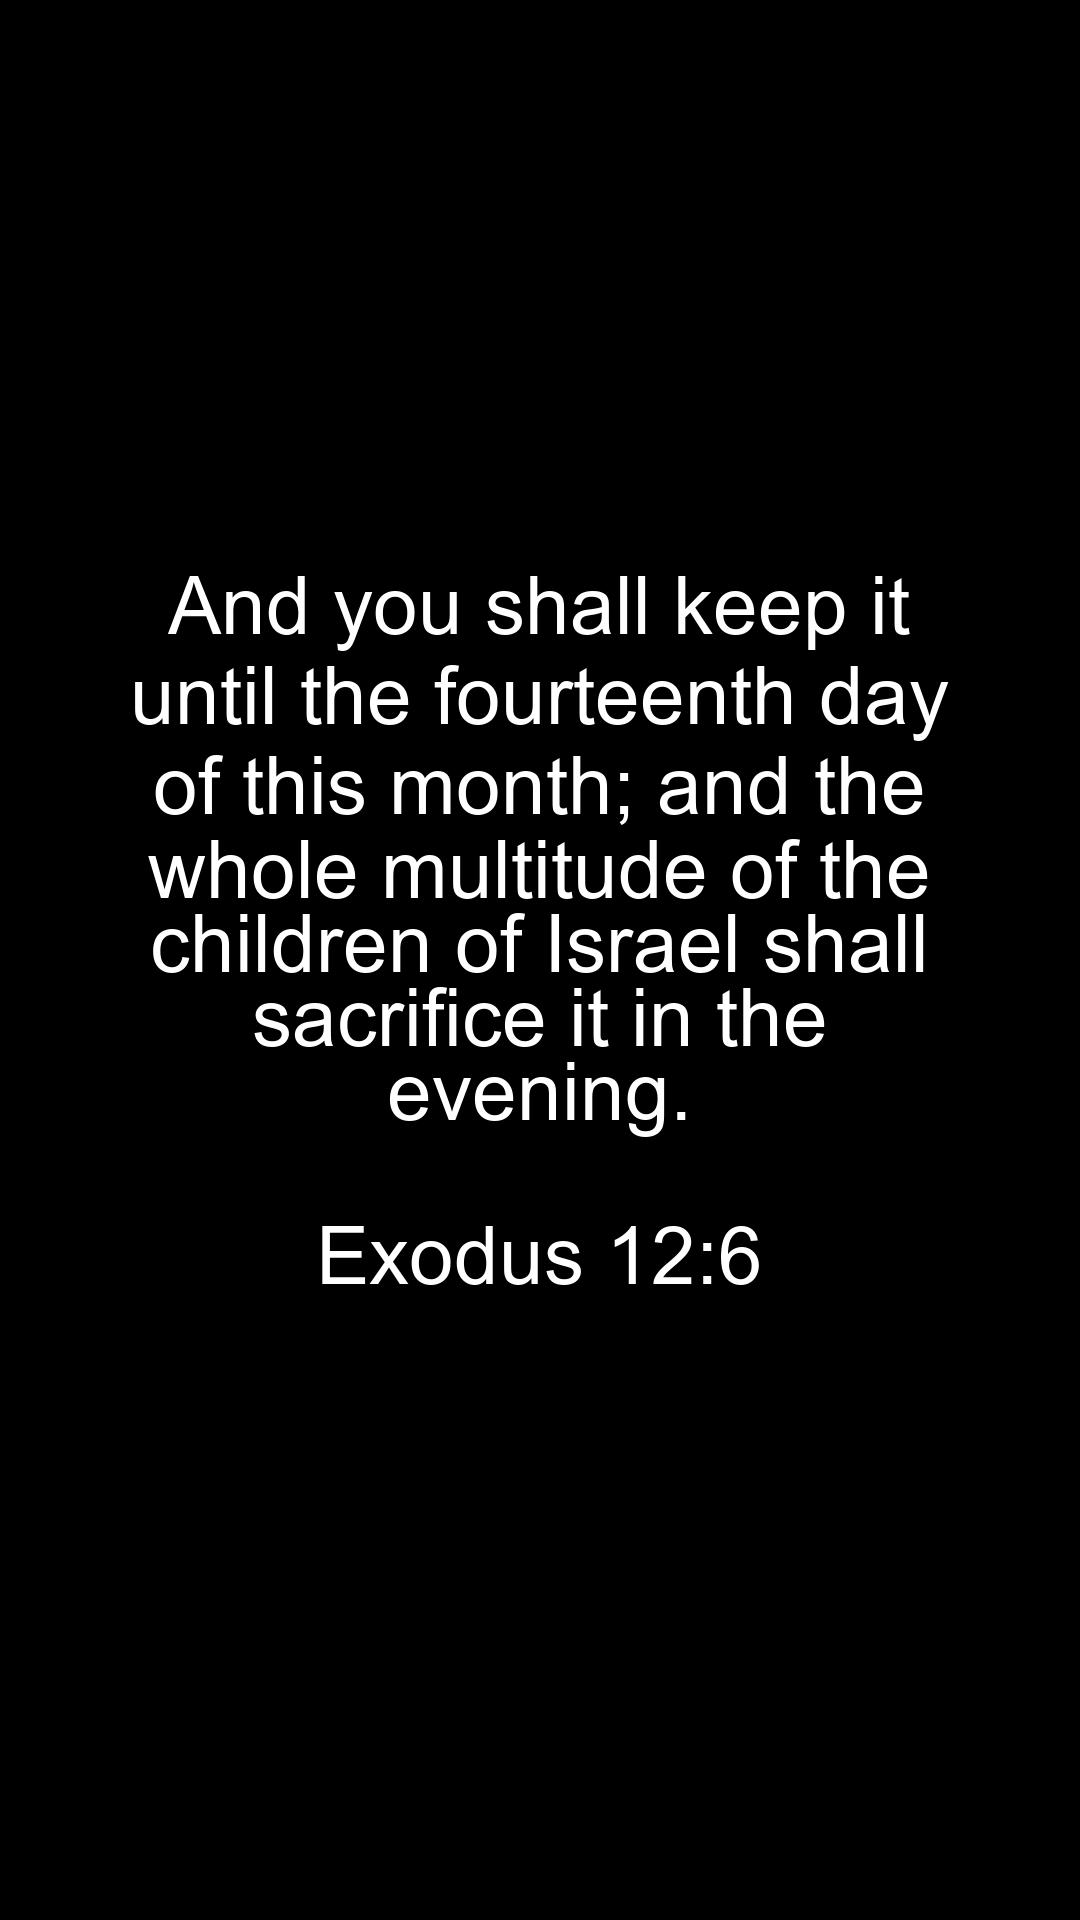 And you shall keep it
until the fourteenth day
of this month; and the
whole multitude of the
children of Israel shall
sacrifice it in the
evening.
Exodus 12:6